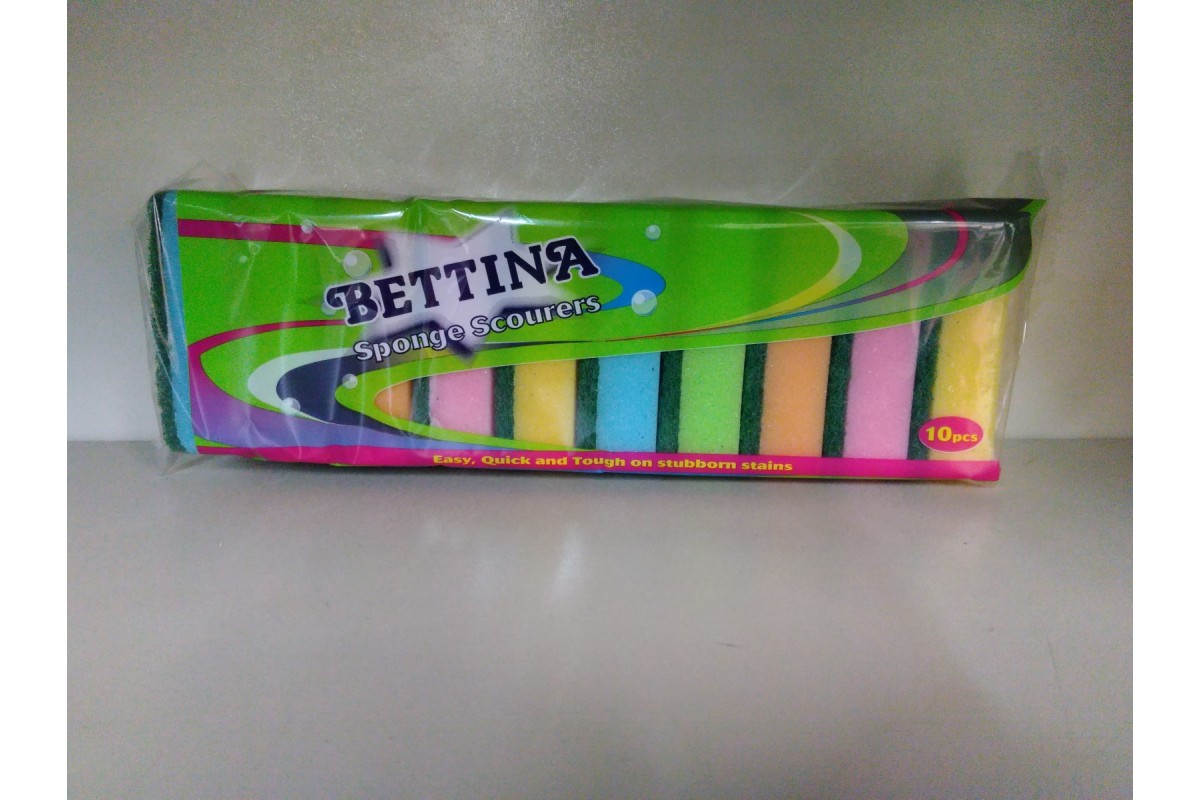 BETTINA
Sponge Scourers
10pcs
Easy, Quick and Tough on stubborn stains